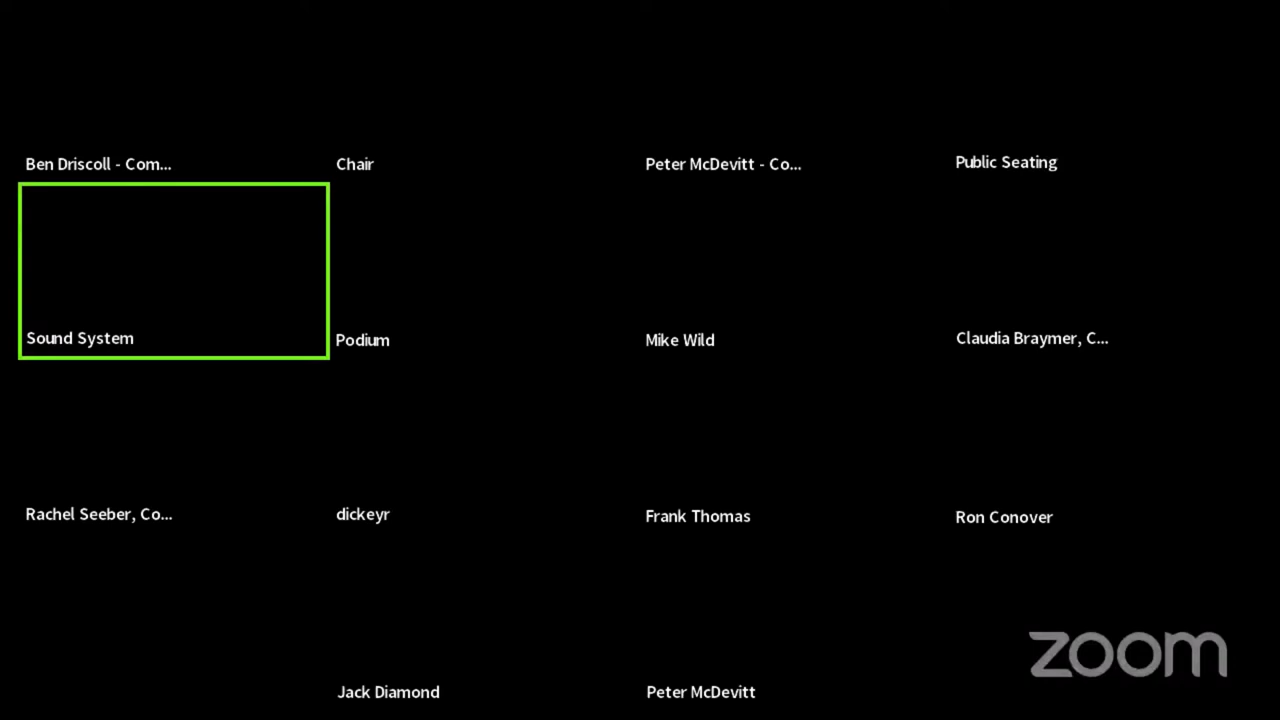 Ben Driscoll - Com...
Chair
Peter McDevitt - Co...
Public Seating
Sound System
Podium
Mike Wild
Claudia Braymer, C...
Rachel Seeber, Co...
dickeyr
Frank Thomas
Ron Conover
Jack Diamond
Peter McDevitt
zoom